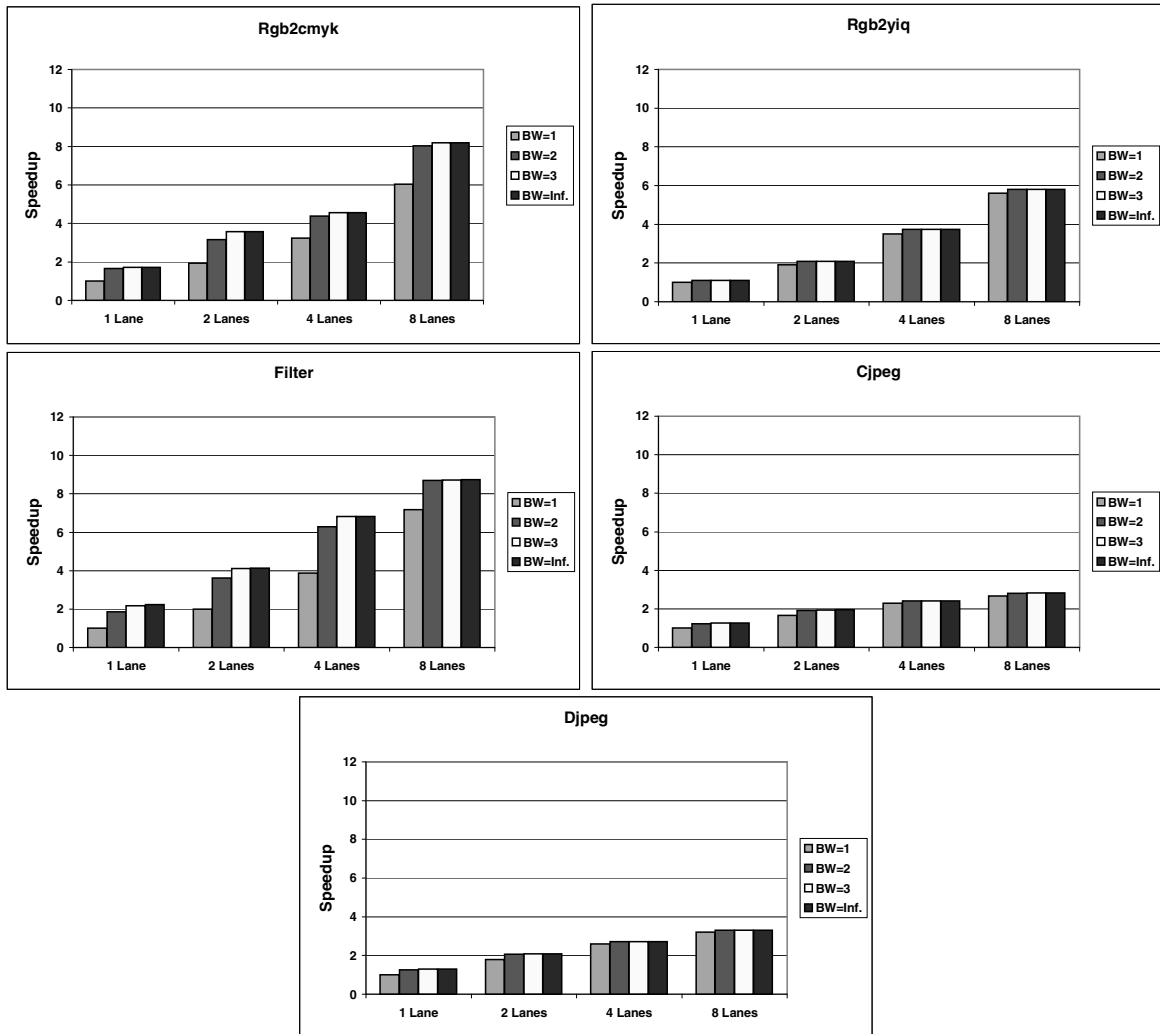 Rgb2cmyk
Speedup
12
10
8
6
4
2
0
1 Lane 2 Lanes 4 Lanes 8 Lanes
BW=1
BW=2
BW=3
BW=Inf.
Rgb2yiq
Speedup
12
10
8
6
4
2
0
1 Lane 2 Lanes 4 Lanes 8 Lanes
BW=1
BW=2
BW=3
BW=Inf.
Filter
Speedup
12
10
8
6
4
2
0
1 Lane 2 Lanes 4 Lanes 8 Lanes
BW=1
BW=2
BW=3
BW=Inf.
Cjpeg
Speedup
12
10
8
6
4
2
0
1 Lane 2 Lanes 4 Lanes 8 Lanes
BW=1
BW=2
BW=3
BW=Inf.
Djpeg
Speedup
12
10
8
6
4
2
0
1 Lane 2 Lanes 4 Lanes 8 Lanes
BW=1
BW=2
BW=3
BW=Inf.